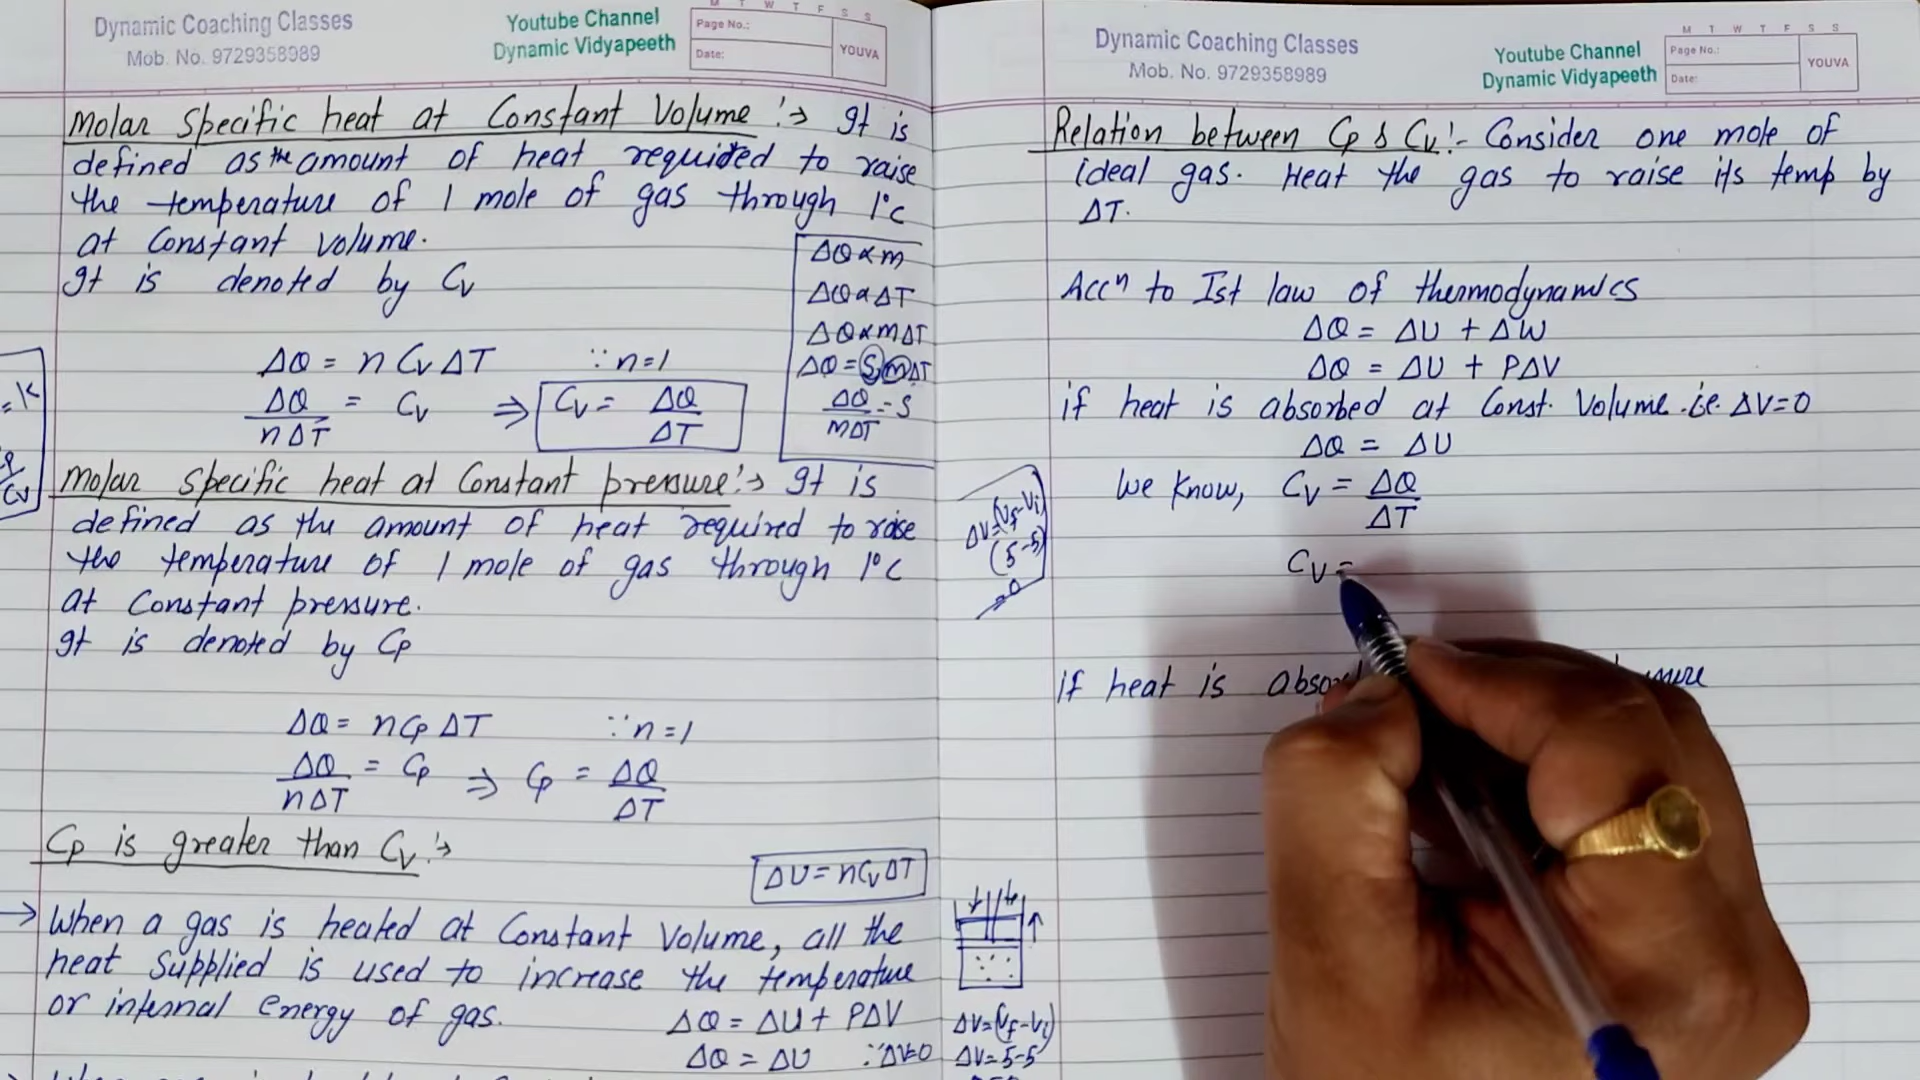 Dynamic Coaching Classes
Mob. No. 9729358989
Youtube Channel
Dynamic Vidyapeeth
M T W T F S S
Page No.:
Date:
YOUVA
Molar Specific heat at Constant Volume :→ It is
defined as the amount of heat required to raise
the temperature of 1 mole of gas through 1°C
at Constant volume.
It is denoted by Cv
ΔQ ∝ m
ΔQ ∝ ΔT
ΔQ ∝ mΔT
ΔQ = S m ΔT
ΔQ/mΔT = S
ΔQ = n Cv ΔT ∵ n=1
ΔQ/nΔT = Cv ⇒ Cv = ΔQ/ΔT
= K
Cv
Molar Specific heat at Constant pressure :→ It is
defined as the amount of heat required to raise
the temperature of 1 mole of gas through 1°C
at Constant pressure.
It is denoted by Cp
ΔQ = nCp ΔT ∵ n=1
ΔQ/nΔT = Cp ⇒ Cp = ΔQ/ΔT
Cp is greater than Cv :→
ΔU = nCvΔT
→ When a gas is heated at Constant Volume, all the
heat Supplied is used to increase the temperature
or internal energy of gas.
ΔQ = ΔU + PΔV
ΔQ = ΔU ∵ ΔV=0
Dynamic Coaching Classes
Mob. No. 9729358989
Youtube Channel
Dynamic Vidyapeeth
M T W T F S S
Page No.:
Date:
YOUVA
Relation between Cp & Cv :- Consider one mole of
ideal gas. Heat the gas to raise its temp by
ΔT.
Accn to Ist law of thermodynamics
ΔQ = ΔU + ΔW
ΔQ = ΔU + PΔV
if heat is absorbed at Const. Volume i.e. ΔV=0
ΔQ = ΔU
We Know, Cv = ΔQ/ΔT
Cv =
ΔV=(Vf-Vi)
(5-5)
=0
if heat is
ΔV=(Vf-Vi)
ΔV=5-5